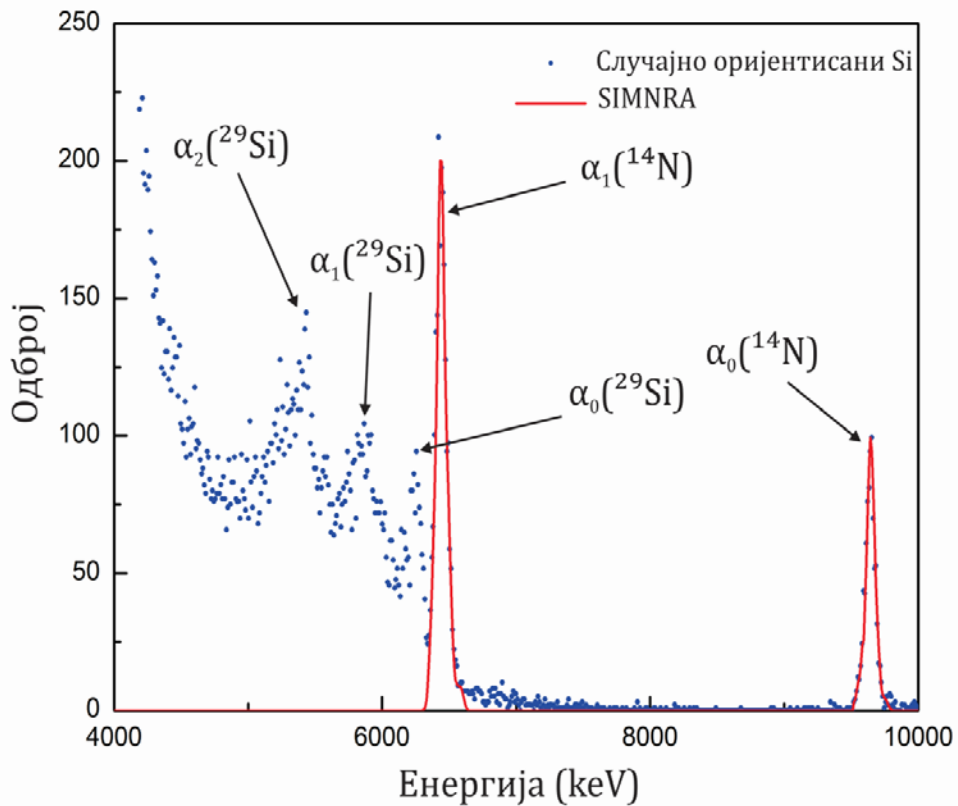 250
200
150
100
50
0
4000
6000
8000
10000
Одброј
Енергија (keV)
Случајно оријентисани Si
SIMNRA
α₂(²⁹Si)
α₁(²⁹Si)
α₁(¹⁴N)
α₀(²⁹Si)
α₀(¹⁴N)